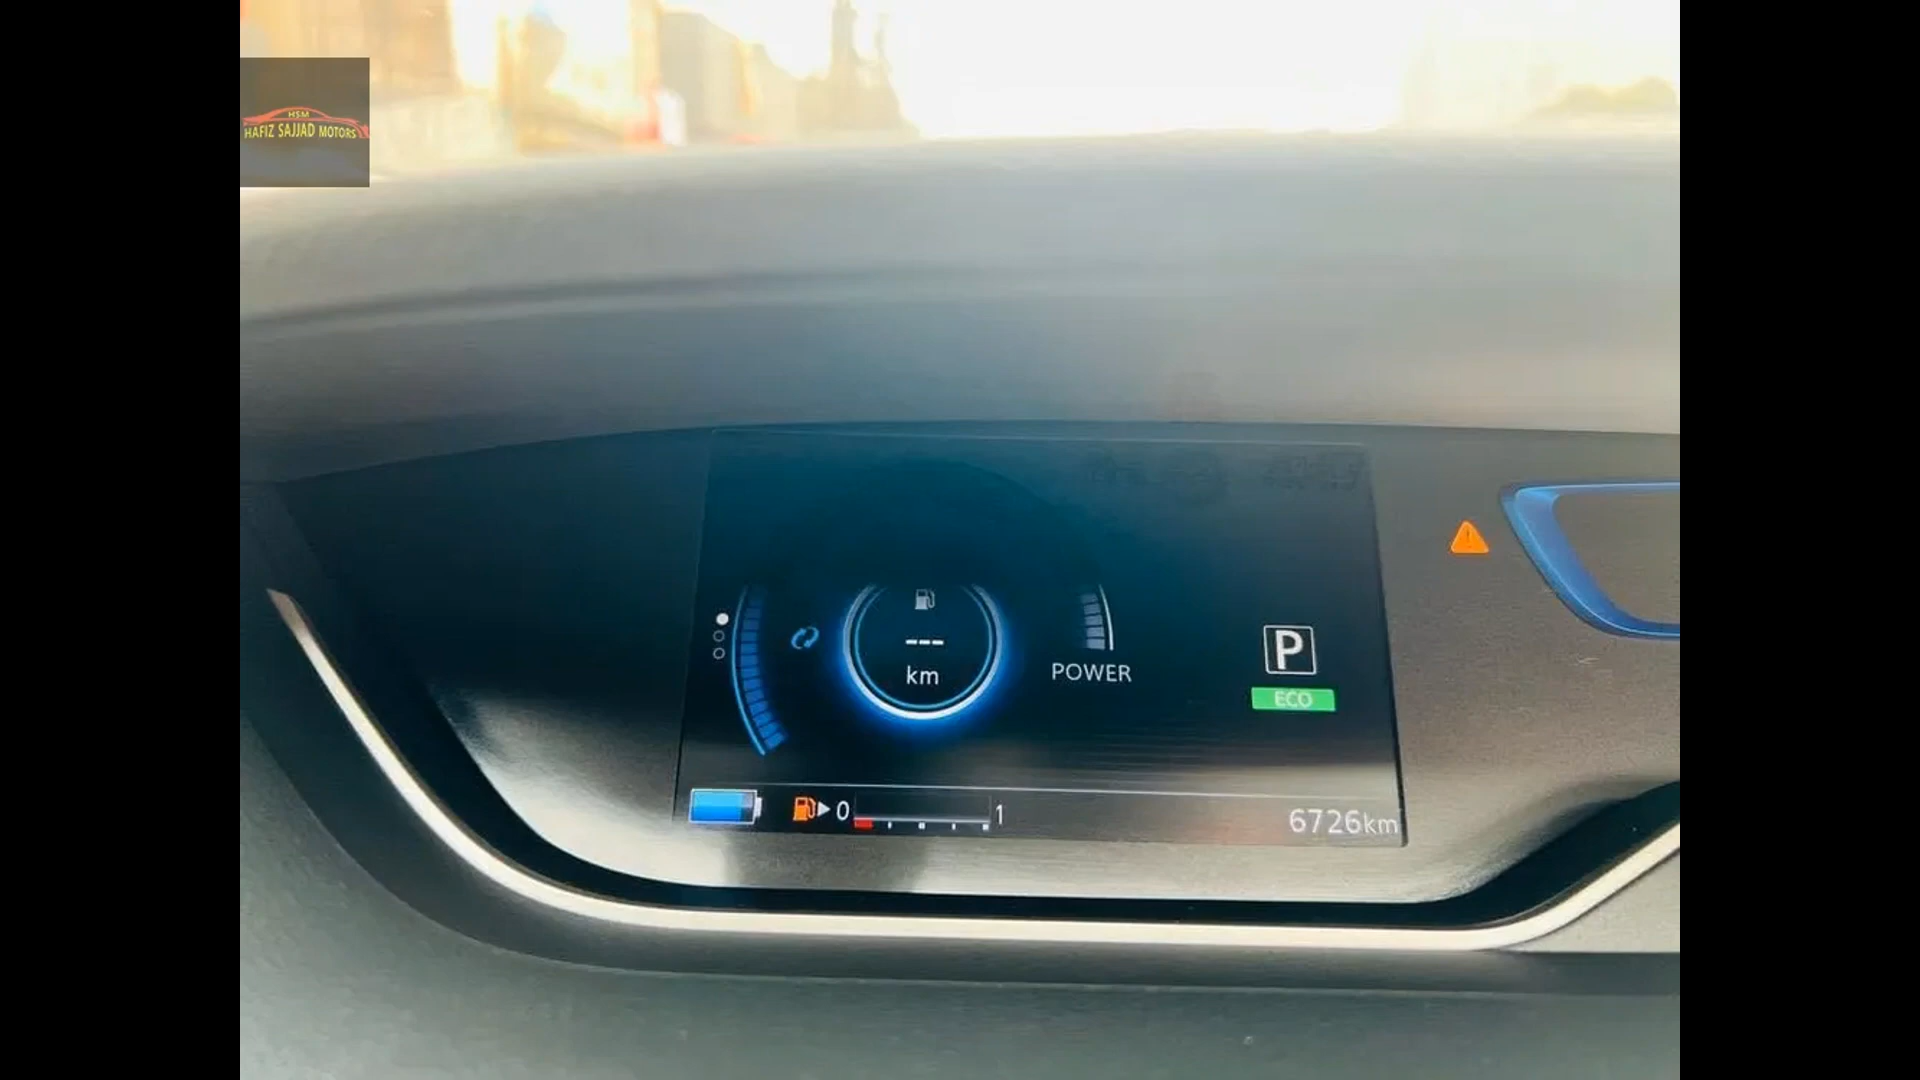 HSM
HAFIZ SAJJAD MOTORS
---
km
POWER
P
ECO
0 1
6726km